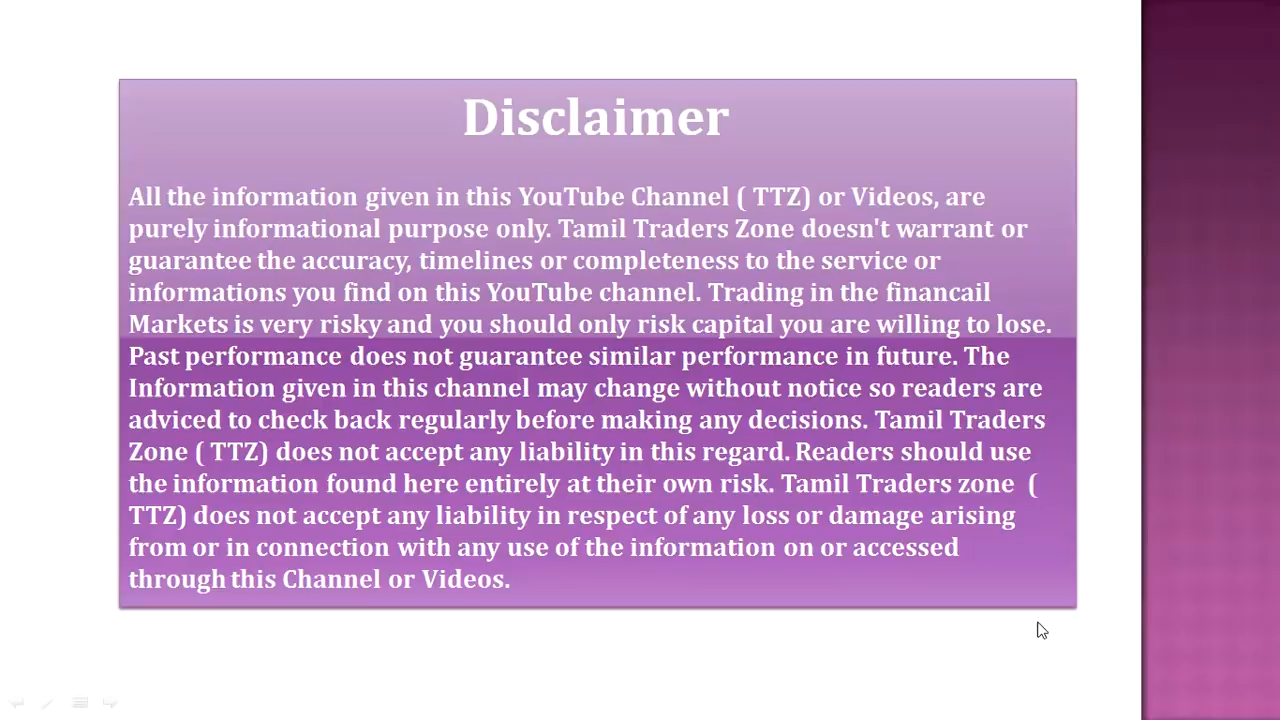 Disclaimer
All the information given in this YouTube Channel ( TTZ) or Videos, are
purely informational purpose only. Tamil Traders Zone doesn't warrant or
guarantee the accuracy, timelines or completeness to the service or
informations you find on this YouTube channel. Trading in the financail
Markets is very risky and you should only risk capital you are willing to lose.
Past performance does not guarantee similar performance in future. The
Information given in this channel may change without notice so readers are
adviced to check back regularly before making any decisions. Tamil Traders
Zone ( TTZ) does not accept any liability in this regard. Readers should use
the information found here entirely at their own risk. Tamil Traders zone  (
TTZ) does not accept any liability in respect of any loss or damage arising
from or in connection with any use of the information on or accessed
through this Channel or Videos.